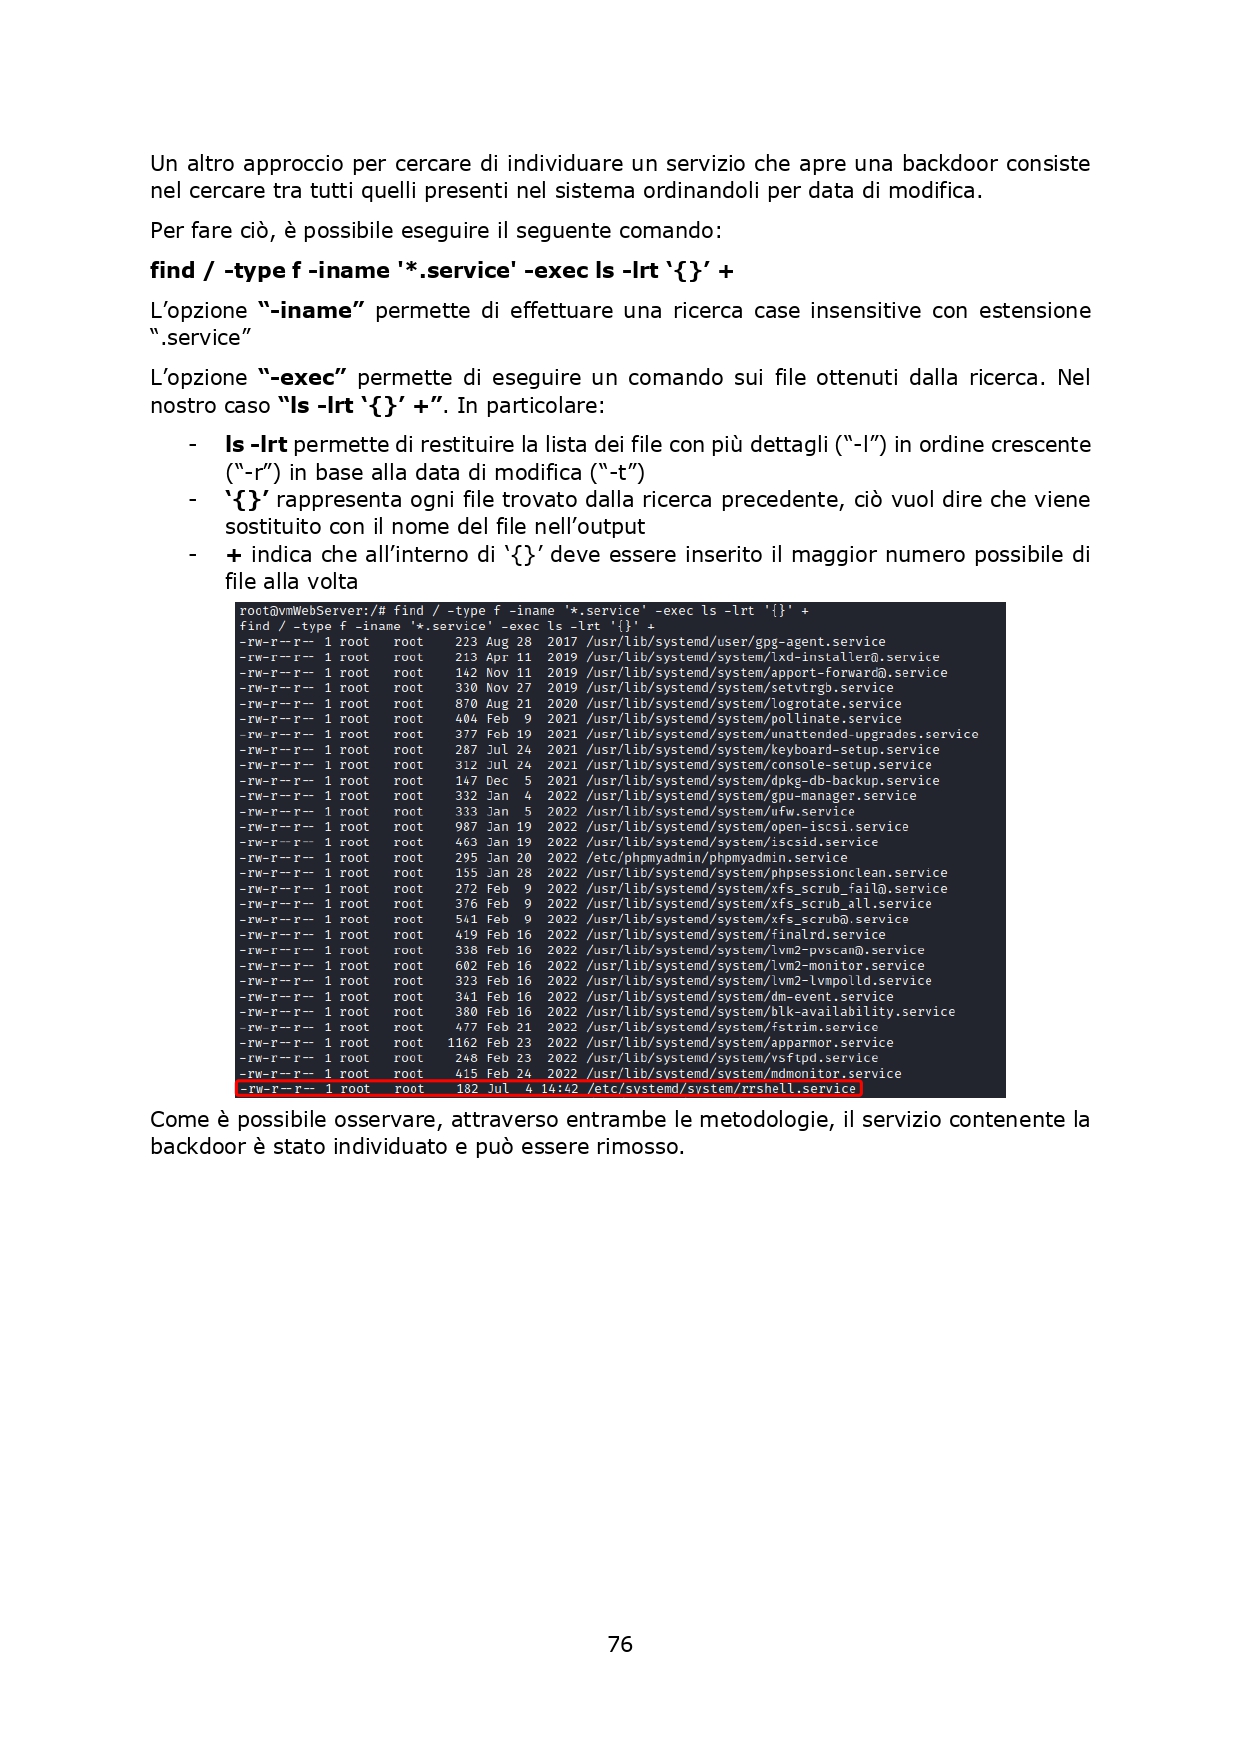 Un altro approccio per cercare di individuare un servizio che apre una backdoor consiste
nel cercare tra tutti quelli presenti nel sistema ordinandoli per data di modifica.
Per fare ciò, è possibile eseguire il seguente comando:
find / -type f -iname '*.service' -exec ls -lrt ‘{}’ +
L’opzione “-iname” permette di effettuare una ricerca case insensitive con estensione
“.service”
L’opzione “-exec” permette di eseguire un comando sui file ottenuti dalla ricerca. Nel
nostro caso “ls -lrt ‘{}’ +”. In particolare:
- ls -lrt permette di restituire la lista dei file con più dettagli (“-l”) in ordine crescente
(“-r”) in base alla data di modifica (“-t”)
- ‘{}’ rappresenta ogni file trovato dalla ricerca precedente, ciò vuol dire che viene
sostituito con il nome del file nell’output
- + indica che all’interno di ‘{}’ deve essere inserito il maggior numero possibile di
file alla volta
root@vmWebServer:/# find / -type f -iname '*.service' -exec ls -lrt '{}' +
find / -type f -iname '*.service' -exec ls -lrt '{}' +
-rw-r--r-- 1 root   root    223 Aug 28  2017 /usr/lib/systemd/user/gpg-agent.service
-rw-r--r-- 1 root   root    213 Apr 11  2019 /usr/lib/systemd/system/lxd-installer@.service
-rw-r--r-- 1 root   root    142 Nov 11  2019 /usr/lib/systemd/system/apport-forward@.service
-rw-r--r-- 1 root   root    330 Nov 27  2019 /usr/lib/systemd/system/setvtrgb.service
-rw-r--r-- 1 root   root    870 Aug 21  2020 /usr/lib/systemd/system/logrotate.service
-rw-r--r-- 1 root   root    404 Feb  9  2021 /usr/lib/systemd/system/pollinate.service
-rw-r--r-- 1 root   root    377 Feb 19  2021 /usr/lib/systemd/system/unattended-upgrades.service
-rw-r--r-- 1 root   root    287 Jul 24  2021 /usr/lib/systemd/system/keyboard-setup.service
-rw-r--r-- 1 root   root    312 Jul 24  2021 /usr/lib/systemd/system/console-setup.service
-rw-r--r-- 1 root   root    147 Dec  5  2021 /usr/lib/systemd/system/dpkg-db-backup.service
-rw-r--r-- 1 root   root    332 Jan  4  2022 /usr/lib/systemd/system/gpu-manager.service
-rw-r--r-- 1 root   root    333 Jan  5  2022 /usr/lib/systemd/system/ufw.service
-rw-r--r-- 1 root   root    987 Jan 19  2022 /usr/lib/systemd/system/open-iscsi.service
-rw-r--r-- 1 root   root    463 Jan 19  2022 /usr/lib/systemd/system/iscsid.service
-rw-r--r-- 1 root   root    295 Jan 20  2022 /etc/phpmyadmin/phpmyadmin.service
-rw-r--r-- 1 root   root    155 Jan 28  2022 /usr/lib/systemd/system/phpsessionclean.service
-rw-r--r-- 1 root   root    272 Feb  9  2022 /usr/lib/systemd/system/xfs_scrub_fail@.service
-rw-r--r-- 1 root   root    376 Feb  9  2022 /usr/lib/systemd/system/xfs_scrub_all.service
-rw-r--r-- 1 root   root    541 Feb  9  2022 /usr/lib/systemd/system/xfs_scrub@.service
-rw-r--r-- 1 root   root    419 Feb 16  2022 /usr/lib/systemd/system/finalrd.service
-rw-r--r-- 1 root   root    338 Feb 16  2022 /usr/lib/systemd/system/lvm2-pvscan@.service
-rw-r--r-- 1 root   root    602 Feb 16  2022 /usr/lib/systemd/system/lvm2-monitor.service
-rw-r--r-- 1 root   root    323 Feb 16  2022 /usr/lib/systemd/system/lvm2-lvmpolld.service
-rw-r--r-- 1 root   root    341 Feb 16  2022 /usr/lib/systemd/system/dm-event.service
-rw-r--r-- 1 root   root    380 Feb 16  2022 /usr/lib/systemd/system/blk-availability.service
-rw-r--r-- 1 root   root    477 Feb 21  2022 /usr/lib/systemd/system/fstrim.service
-rw-r--r-- 1 root   root   1162 Feb 23  2022 /usr/lib/systemd/system/apparmor.service
-rw-r--r-- 1 root   root    248 Feb 23  2022 /usr/lib/systemd/system/vsftpd.service
-rw-r--r-- 1 root   root    415 Feb 24  2022 /usr/lib/systemd/system/mdmonitor.service
-rw-r--r-- 1 root   root    182 Jul  4 14:42 /etc/systemd/system/rrshell.service
Come è possibile osservare, attraverso entrambe le metodologie, il servizio contenente la
backdoor è stato individuato e può essere rimosso.
76